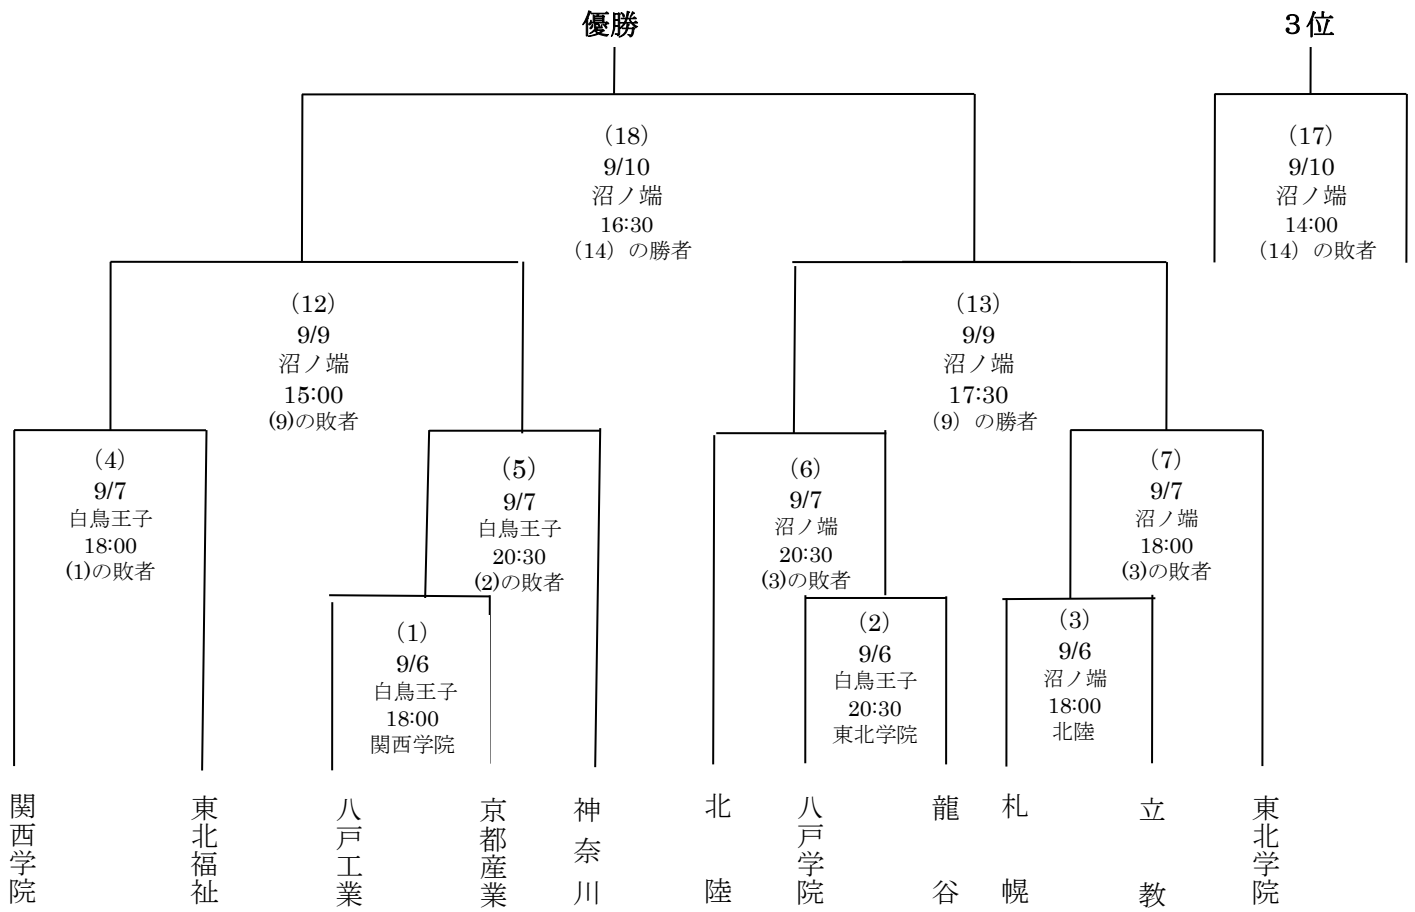 優勝
３位
（18）
9/10
沼ノ端
16:30
（14）の勝者
（17）
9/10
沼ノ端
14:00
（14）の敗者
（12）
9/9
沼ノ端
15:00
(9)の敗者
（13）
9/9
沼ノ端
17:30
（9）の勝者
（4）
9/7
白鳥王子
18:00
(1)の敗者
（5）
9/7
白鳥王子
20:30
(2)の敗者
（6）
9/7
沼ノ端
20:30
(3)の敗者
（7）
9/7
沼ノ端
18:00
(3)の敗者
（1）
9/6
白鳥王子
18:00
関西学院
（2）
9/6
白鳥王子
20:30
東北学院
（3）
9/6
沼ノ端
18:00
北陸
関西学院
東北福祉
八戸工業
京都産業
神奈川
北陸
八戸学院
龍谷
札幌
立教
東北学院